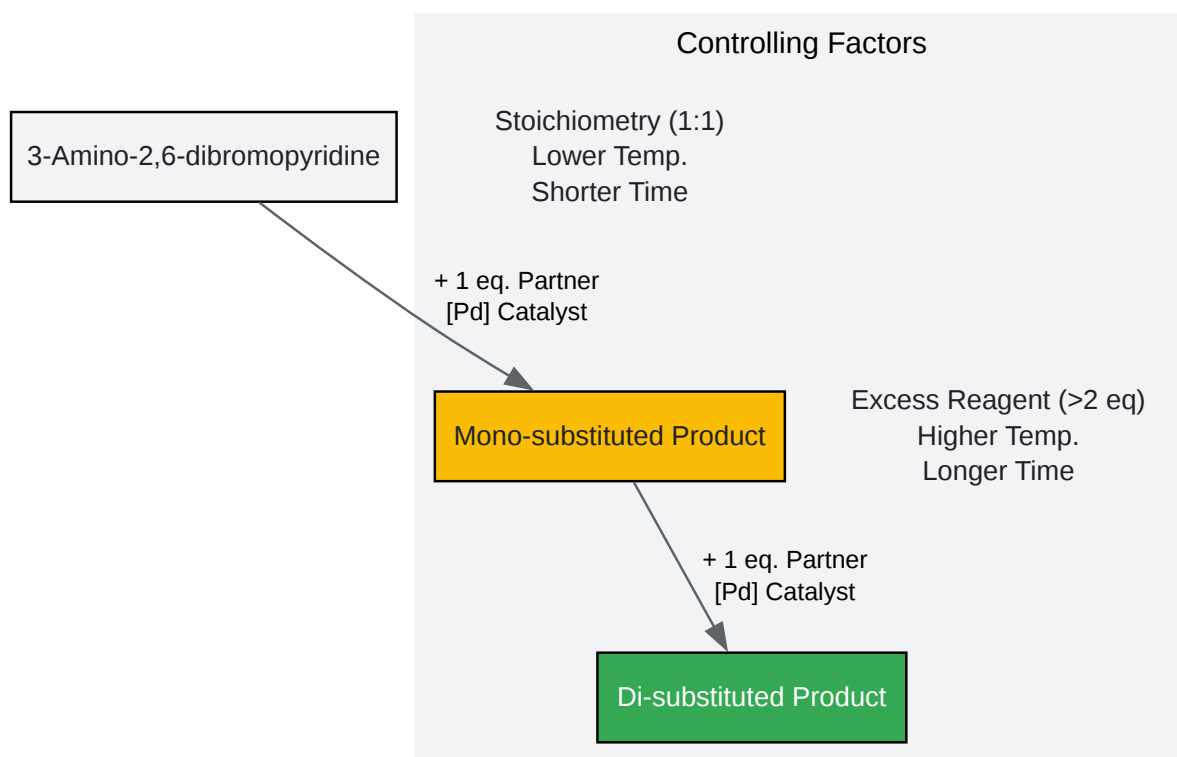 Controlling Factors
3-Amino-2,6-dibromopyridine
Stoichiometry (1:1)
Lower Temp.
Shorter Time
+ 1 eq. Partner
[Pd] Catalyst
Mono-substituted Product
Excess Reagent (>2 eq)
Higher Temp.
Longer Time
+ 1 eq. Partner
[Pd] Catalyst
Di-substituted Product